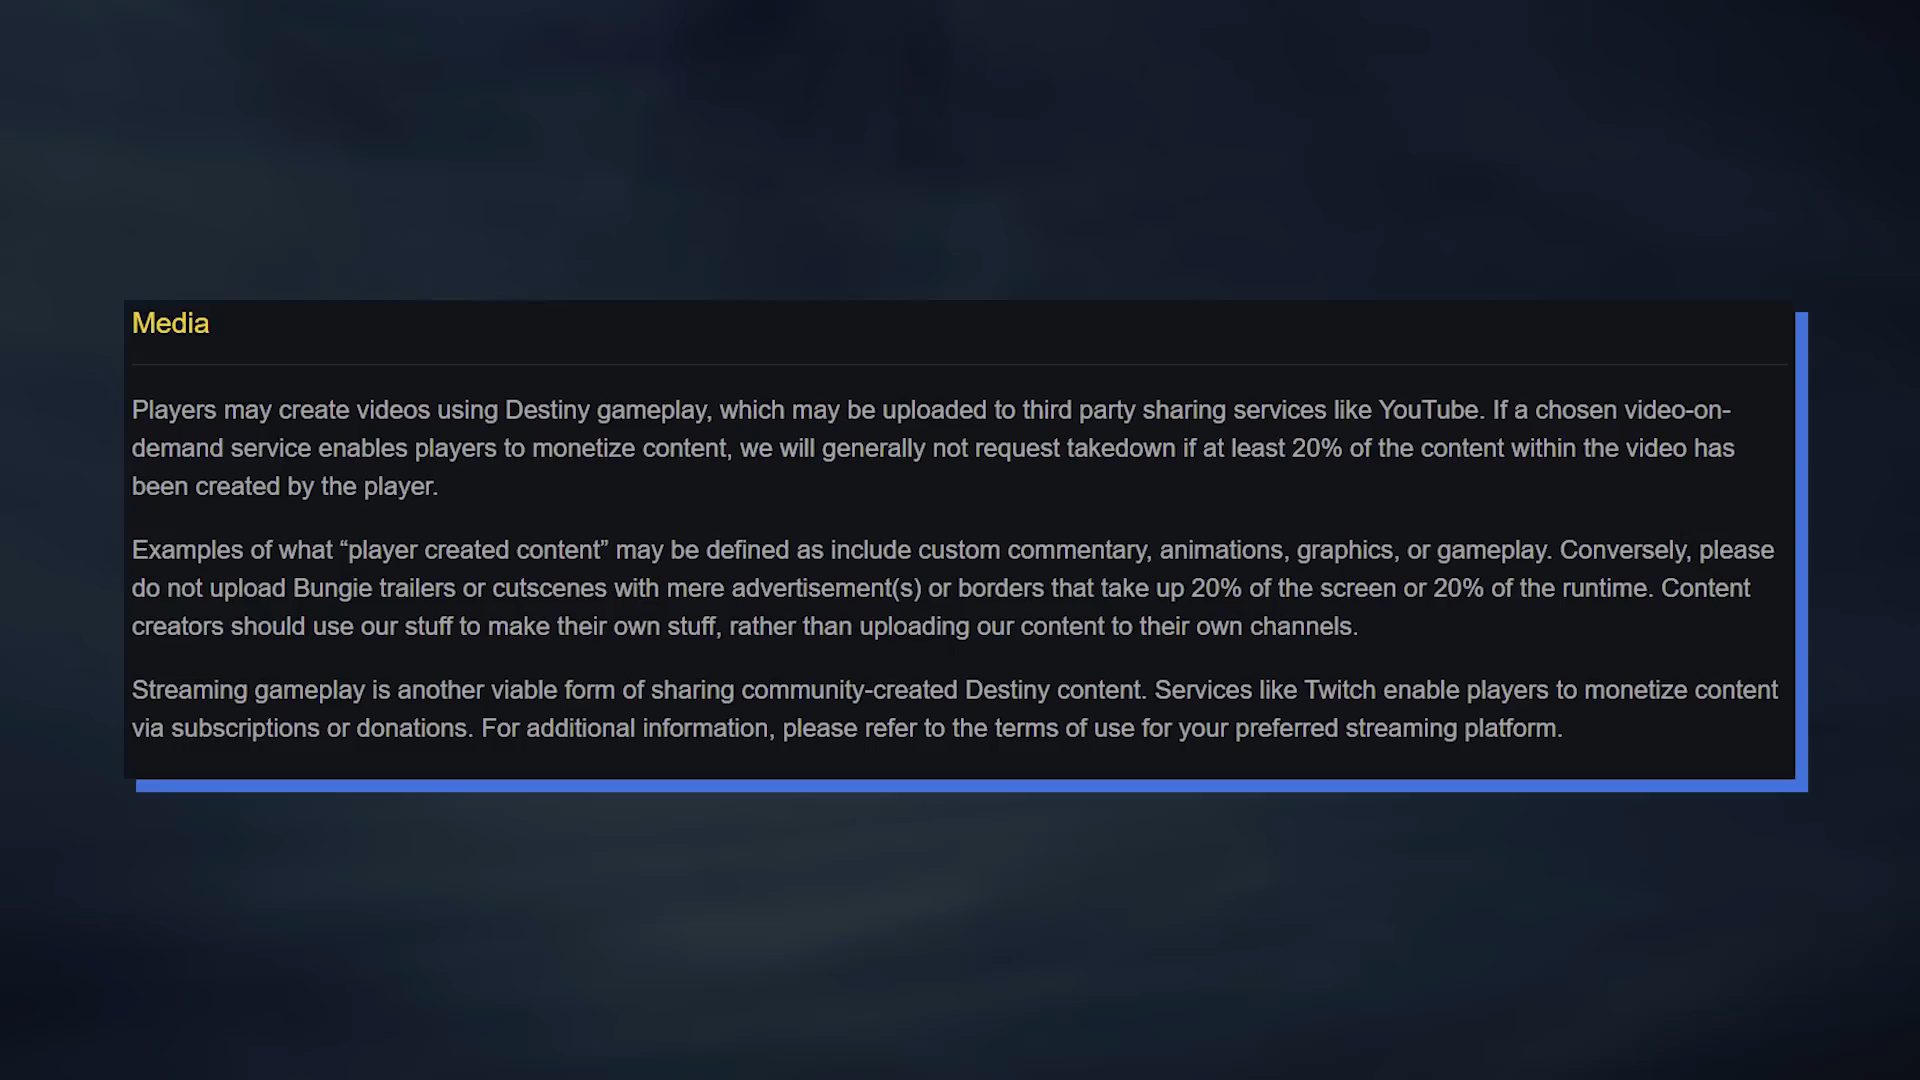 Media
Players may create videos using Destiny gameplay, which may be uploaded to third party sharing services like YouTube. If a chosen video-on-
demand service enables players to monetize content, we will generally not request takedown if at least 20% of the content within the video has
been created by the player.
Examples of what “player created content” may be defined as include custom commentary, animations, graphics, or gameplay. Conversely, please
do not upload Bungie trailers or cutscenes with mere advertisement(s) or borders that take up 20% of the screen or 20% of the runtime. Content
creators should use our stuff to make their own stuff, rather than uploading our content to their own channels.
Streaming gameplay is another viable form of sharing community-created Destiny content. Services like Twitch enable players to monetize content
via subscriptions or donations. For additional information, please refer to the terms of use for your preferred streaming platform.